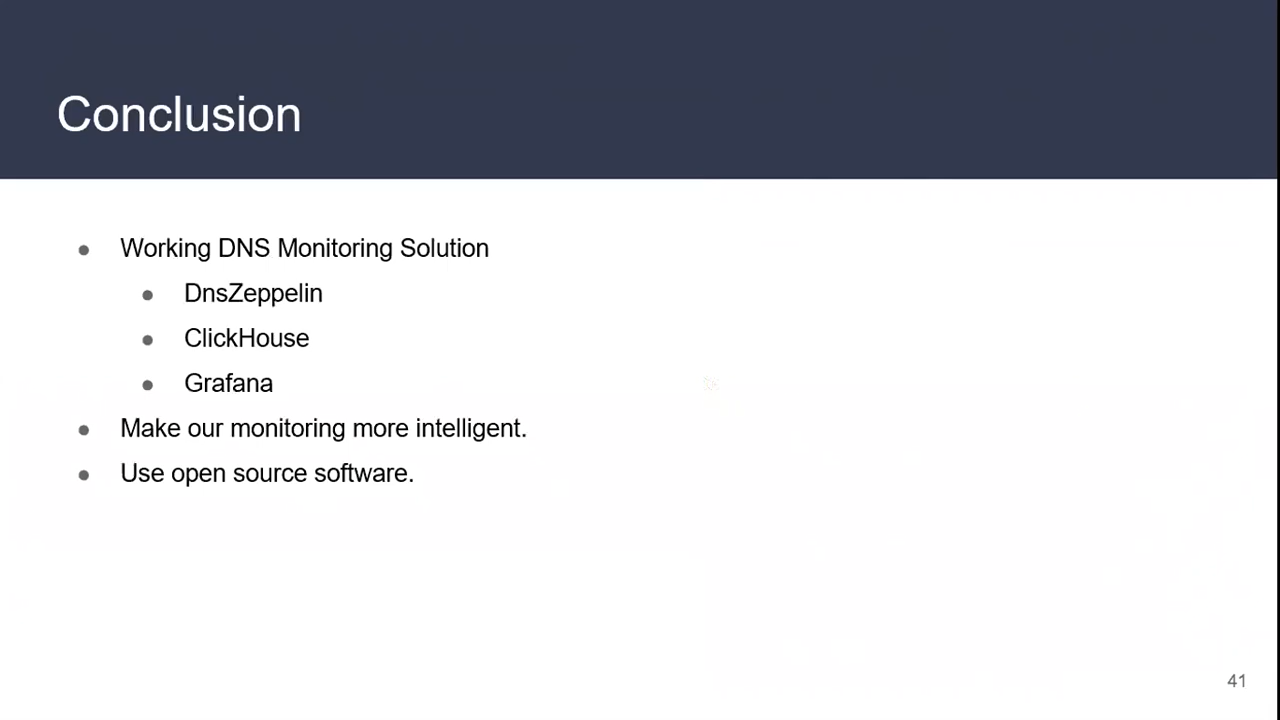 Conclusion
● Working DNS Monitoring Solution
● DnsZeppelin
● ClickHouse
● Grafana
● Make our monitoring more intelligent.
● Use open source software.
41